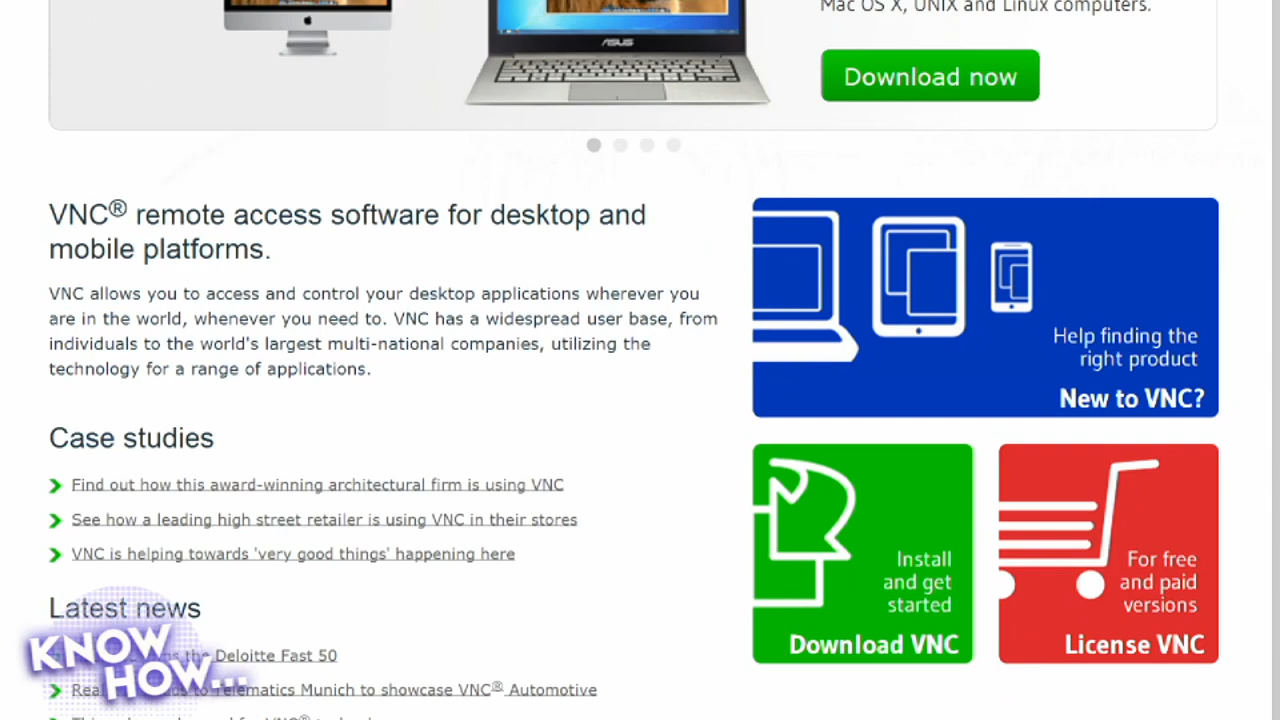 Mac OS X, UNIX and Linux computers.
ASUS
Download now
VNC® remote access software for desktop and
mobile platforms.
VNC allows you to access and control your desktop applications wherever you
are in the world, whenever you need to. VNC has a widespread user base, from
individuals to the world's largest multi-national companies, utilizing the
technology for a range of applications.
Case studies
Find out how this award-winning architectural firm is using VNC
See how a leading high street retailer is using VNC in their stores
VNC is helping towards 'very good things' happening here
Latest news
the Deloitte Fast 50
to Telematics Munich to showcase VNC® Automotive
KNOW
HOW...
Help finding the
right product
New to VNC?
Install
and get
started
Download VNC
For free
and paid
versions
License VNC